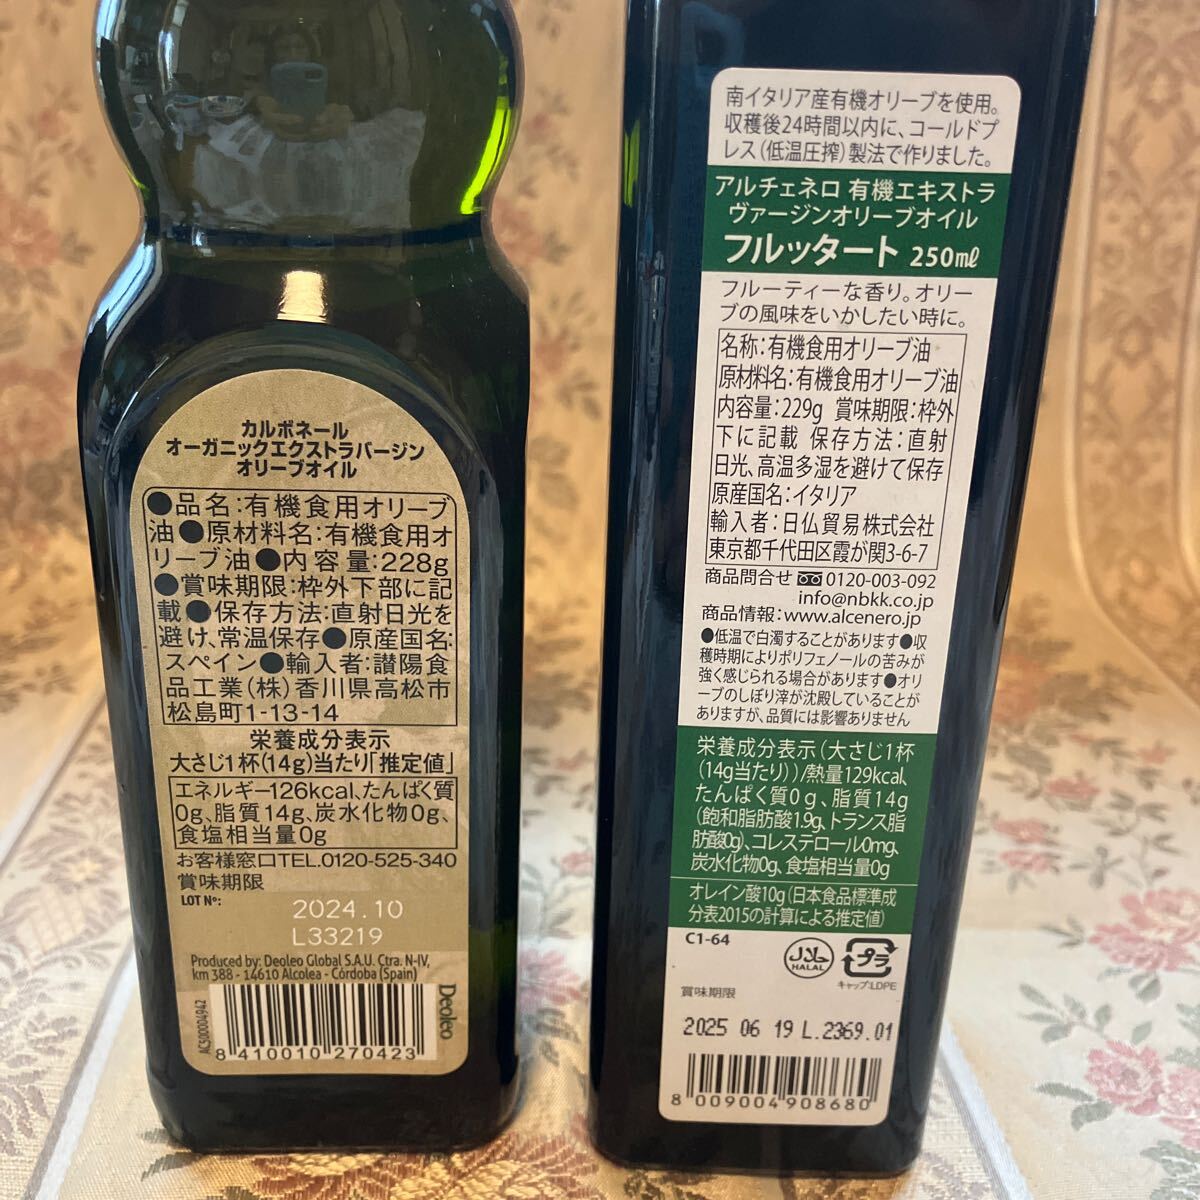 カルボネール
オーガニックエクストラバージン
オリーブオイル
●品名:有機食用オリーブ
油●原材料名:有機食用オ
リーブ油●内容量:228g
●賞味期限:枠外下部に記
載●保存方法:直射日光を
避け、常温保存●原産国名:
スペイン●輸入者:讃陽食
品工業(株)香川県高松市
松島町1-13-14
栄養成分表示
大さじ1杯(14g)当たり「推定値」
エネルギー126kcal、たんぱく質
0g、脂質14g、炭水化物0g、
食塩相当量0g
お客様窓口TEL.0120-525-340
賞味期限
LOT Nº:
2024.10
L33219
Produced by: Deoleo Global S.A.U. Ctra. N-IV,
km 388 - 14610 Alcolea - Córdoba (Spain)
Deoleo
AC500004942
8 410010 270423
南イタリア産有機オリーブを使用。
収穫後24時間以内に、コールドプ
レス(低温圧搾)製法で作りました。
アルチェネロ 有機エキストラ
ヴァージンオリーブオイル
フルッタート 250㎖
フルーティーな香り。オリー
ブの風味をいかしたい時に。
名称:有機食用オリーブ油
原材料名:有機食用オリーブ油
内容量:229g 賞味期限:枠外
下に記載 保存方法:直射
日光、高温多湿を避けて保存
原産国名:イタリア
輸入者:日仏貿易株式会社
東京都千代田区霞が関3-6-7
商品問合せ 0120-003-092
info@nbkk.co.jp
商品情報:www.alcenero.jp
●低温で白濁することがあります●収
穫時期によりポリフェノールの苦みが
強く感じられる場合があります●オリ
ーブのしぼり滓が沈殿していることが
ありますが、品質には影響ありません
栄養成分表示(大さじ1杯
(14g当たり))/熱量129kcal、
たんぱく質0g、脂質14g
(飽和脂肪酸1.9g、トランス脂
肪酸0g)、コレステロール0mg、
炭水化物0g、食塩相当量0g
オレイン酸10g(日本食品標準成
分表2015の計算による推定値)
C1-64
HALAL
プラ
キャップ:LDPE
賞味期限
2025 06 19 L.2369.01
8 009004 908680